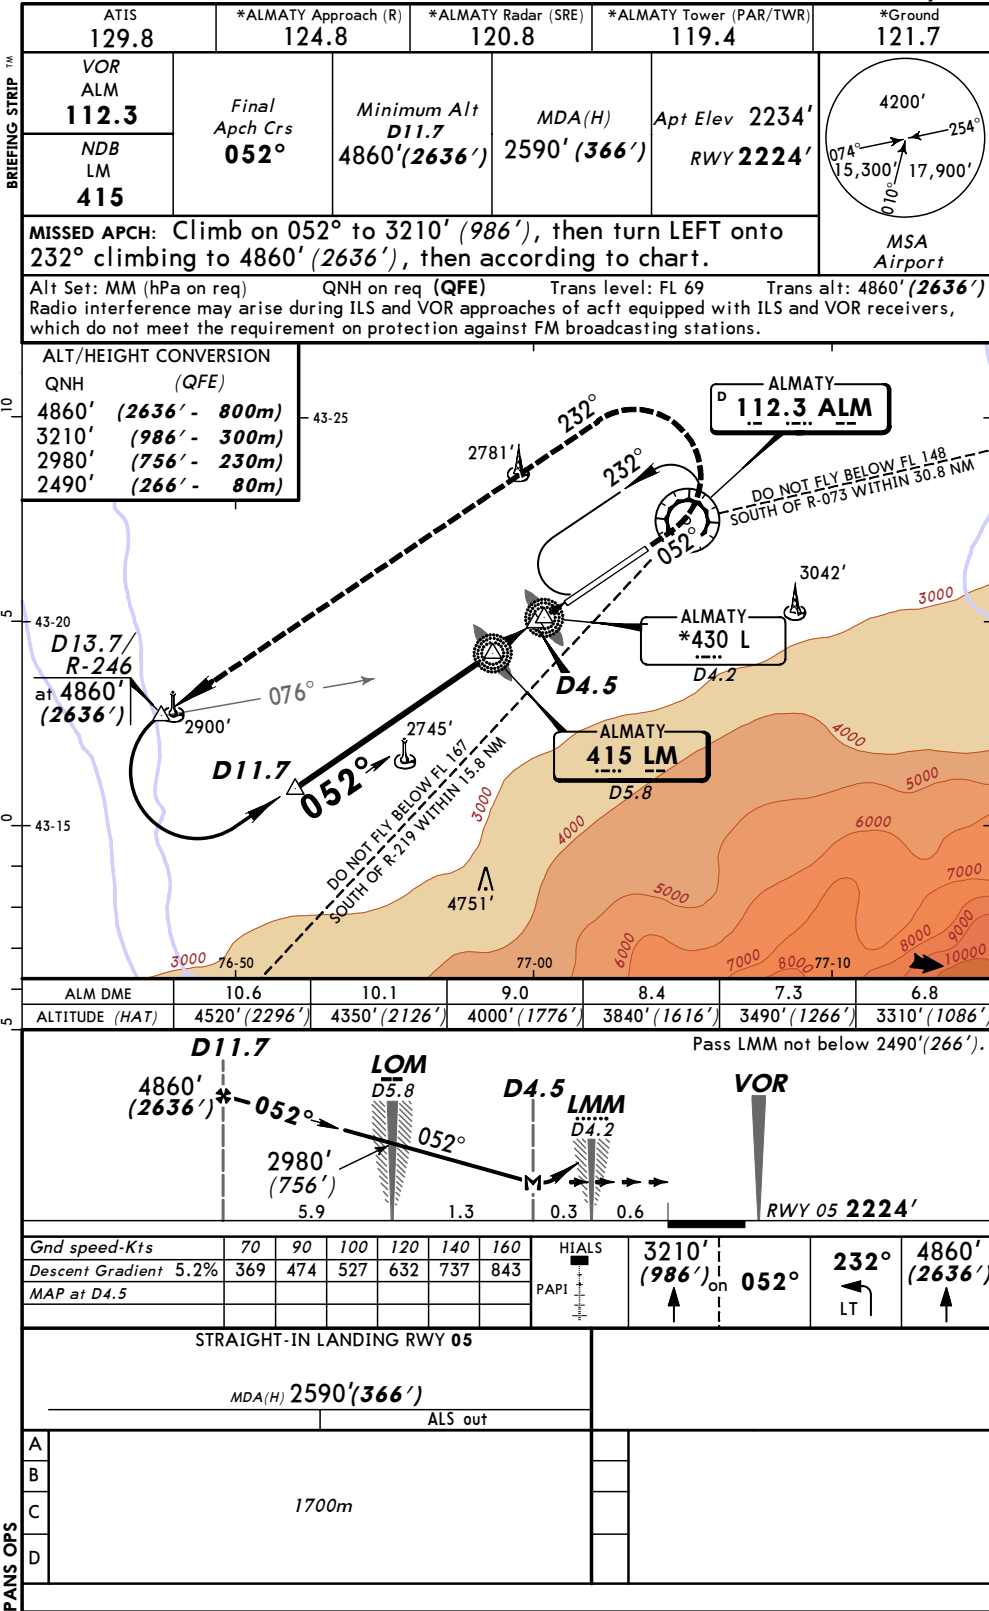 ATIS
129.8
*ALMATY Approach (R)
124.8
*ALMATY Radar (SRE)
120.8
*ALMATY Tower (PAR/TWR)
119.4
*Ground
121.7
BRIEFING STRIP TM
VOR
ALM
112.3
NDB
LM
415
Final
Apch Crs
052°
Minimum Alt
D11.7
4860'(2636')
MDA(H)
2590'(366')
Apt Elev 2234'
RWY 2224'
4200'
254°
074°
15,300'
17,900'
010°
MSA
Airport
MISSED APCH: Climb on 052° to 3210' (986'), then turn LEFT onto
232° climbing to 4860' (2636'), then according to chart.
Alt Set: MM (hPa on req) QNH on req (QFE) Trans level: FL 69 Trans alt: 4860'(2636')
Radio interference may arise during ILS and VOR approaches of acft equipped with ILS and VOR receivers,
which do not meet the requirement on protection against FM broadcasting stations.
ALT/HEIGHT CONVERSION
QNH (QFE)
4860' (2636' - 800m)
3210' (986' - 300m)
2980' (756' - 230m)
2490' (266' - 80m)
10
43-25
232°
2781'
232°
ALMATY
D 112.3 ALM
DO NOT FLY BELOW FL 148
SOUTH OF R-073 WITHIN 30.8 NM
052°
3042'
3000
5
43-20
D13.7/
R-246
at 4860'
(2636')
076°
2900'
ALMATY
*430 L
D4.2
D4.5
4000
ALMATY
415 LM
D5.8
2745'
D11.7
052°
5000
3000
6000
0
43-15
4000
DO NOT FLY BELOW FL 167
SOUTH OF R-219 WITHIN 15.8 NM
7000
5000
4751'
6000
8000
9000
3000
76-50
77-00
7000
8000
77-10
10000
5
ALM DME 10.6 10.1 9.0 8.4 7.3 6.8
ALTITUDE (HAT) 4520'(2296') 4350'(2126') 4000'(1776') 3840'(1616') 3490'(1266') 3310'(1086')
Pass LMM not below 2490'(266').
D11.7
4860'
(2636')
052°
LOM
D5.8
052°
2980'
(756')
D4.5
LMM
D4.2
M
VOR
5.9
1.3
0.3
0.6
RWY 05 2224'
Gnd speed-Kts 70 90 100 120 140 160
Descent Gradient 5.2% 369 474 527 632 737 843
MAP at D4.5
HIALS
PAPI
3210'
(986')
on 052°
232°
LT
4860'
(2636')
STRAIGHT-IN LANDING RWY 05
MDA(H) 2590'(366')
ALS out
A
B
C
D
1700m
PANS OPS